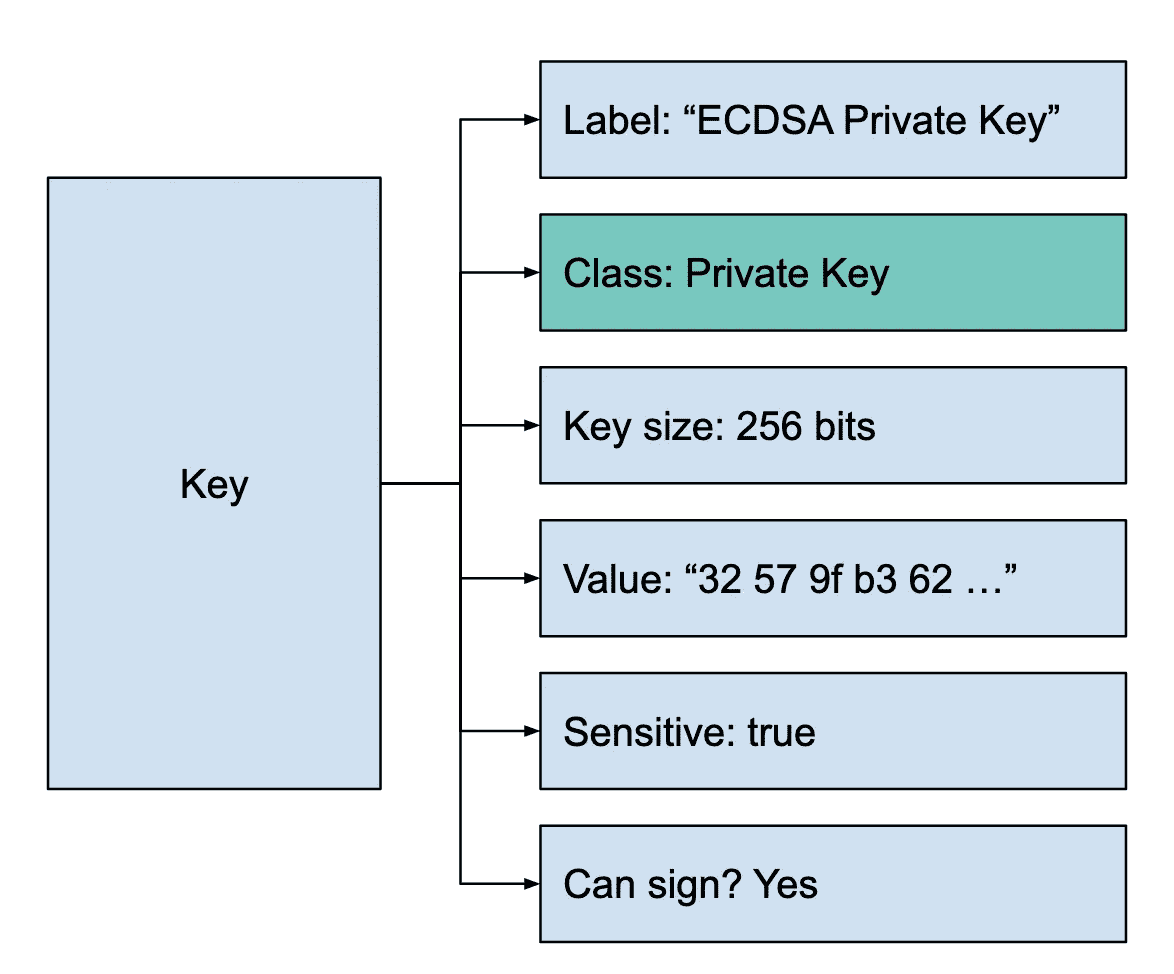 Label: “ECDSA Private Key”
Class: Private Key
Key size: 256 bits
Key
Value: “32 57 9f b3 62 …”
Sensitive: true
Can sign? Yes